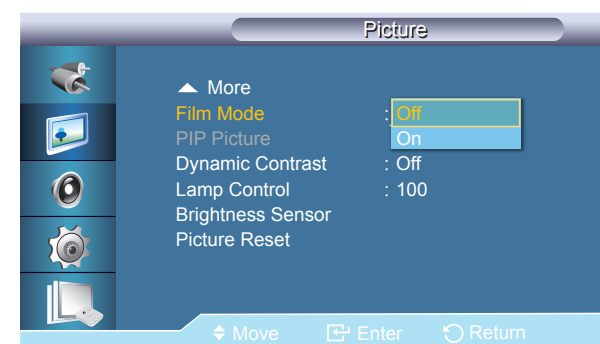 Picture
▲ More
Film Mode : Off
PIP Picture On
Dynamic Contrast : Off
Lamp Control : 100
Brightness Sensor
Picture Reset
Move Enter Return